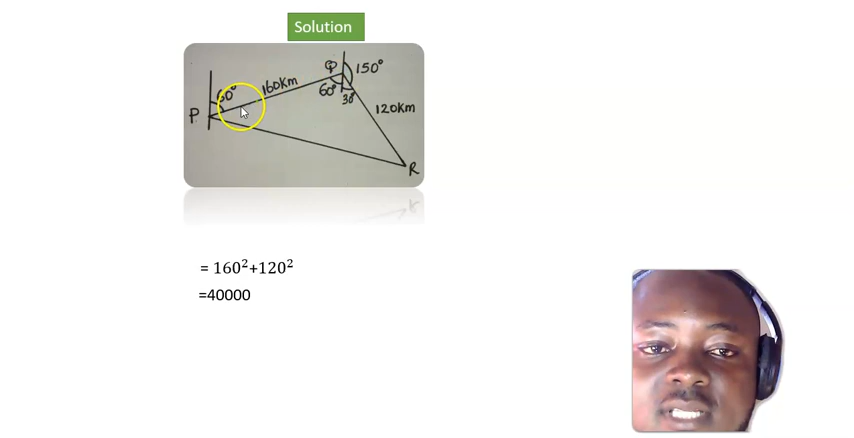 Solution
Q 150°
60° 160km
60°
30°
120km
P
R
= 160²+120²
=40000